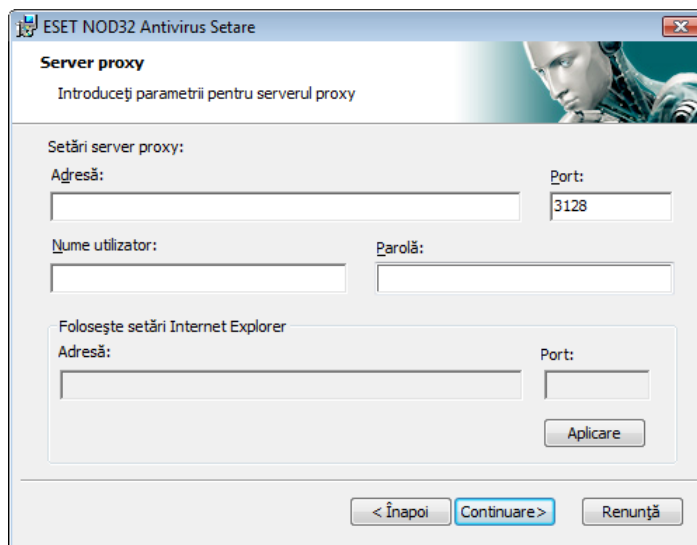 ESET NOD32 Antivirus Setare
Server proxy
Introduceţi parametrii pentru serverul proxy
Setări server proxy:
Adresă: Port:
3128
Nume utilizator: Parolă:
Foloseşte setări Internet Explorer
Adresă: Port:
Aplicare
< Înapoi Continuare > Renunţă